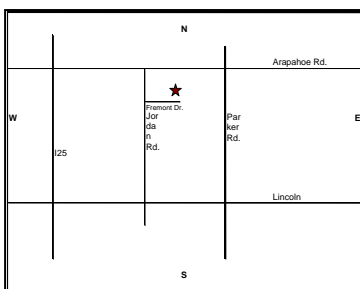 N
Arapahoe Rd.
Fremont Dr.
W
Jor
da
n
Rd.
Par
ker
Rd.
E
I25
Lincoln
S